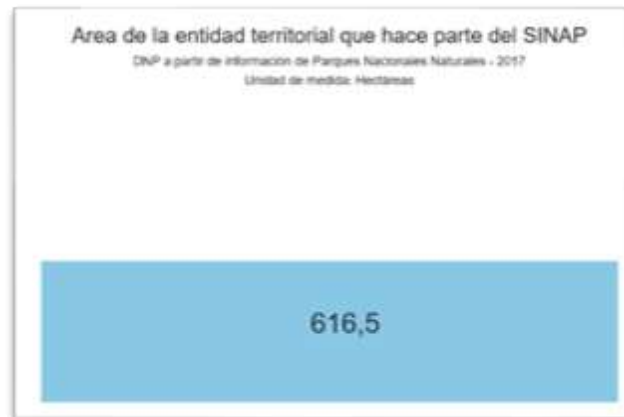 Area de la entidad territorial que hace parte del SINAP
DNP a partir de información de Parques Nacionales Naturales - 2017
Unidad de medida: Hectáreas
616,5